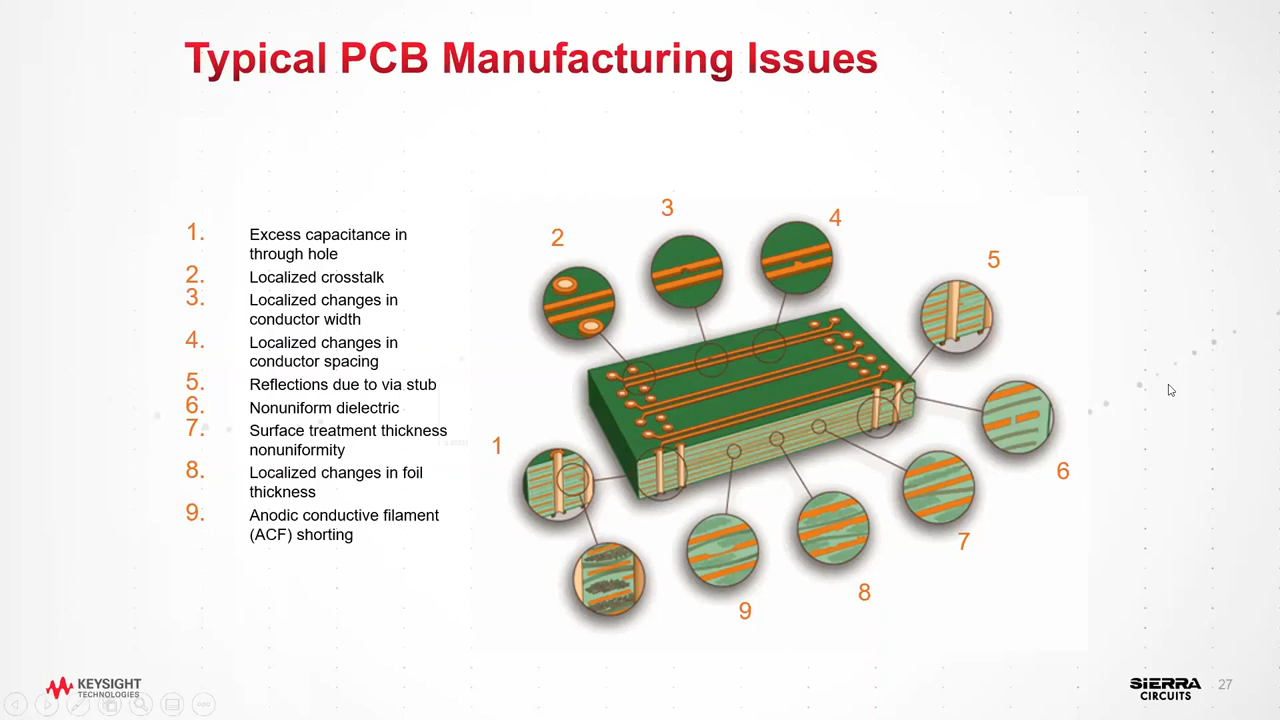 Typical PCB Manufacturing Issues
1. Excess capacitance in
through hole
2. Localized crosstalk
3. Localized changes in
conductor width
4. Localized changes in
conductor spacing
5. Reflections due to via stub
6. Nonuniform dielectric
7. Surface treatment thickness
nonuniformity
8. Localized changes in foil
thickness
9. Anodic conductive filament
(ACF) shorting
3
4
2
5
1
6
7
8
9
KEYSIGHT
TECHNOLOGIES
SIERRA
CIRCUITS
27